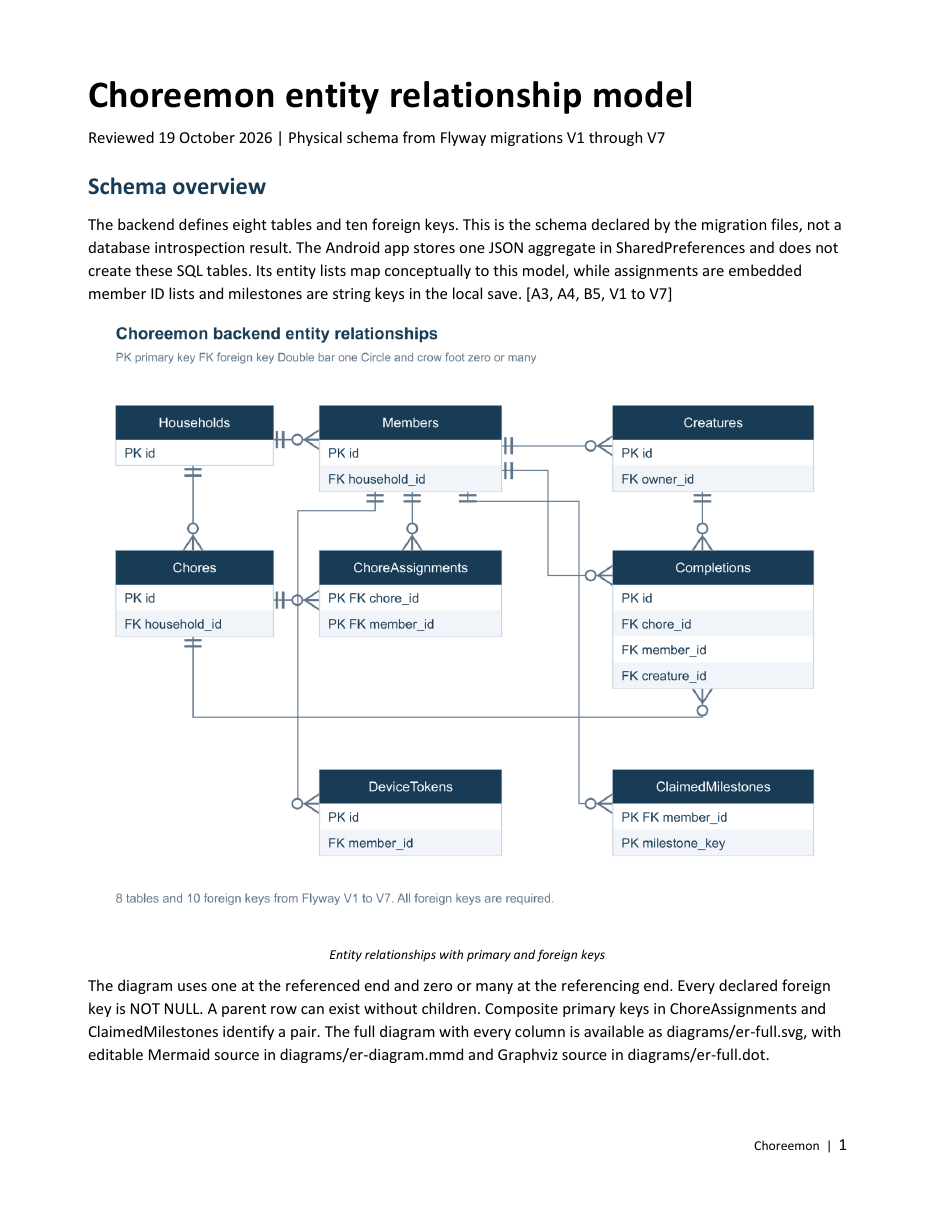 Choreemon entity relationship model
Reviewed 19 October 2026 | Physical schema from Flyway migrations V1 through V7
Schema overview
The backend defines eight tables and ten foreign keys. This is the schema declared by the migration files, not a
database introspection result. The Android app stores one JSON aggregate in SharedPreferences and does not
create these SQL tables. Its entity lists map conceptually to this model, while assignments are embedded
member ID lists and milestones are string keys in the local save. [A3, A4, B5, V1 to V7]
Choreemon backend entity relationships
PK primary key FK foreign key Double bar one Circle and crow foot zero or many
Households
PK id
Members
PK id
FK household_id
Creatures
PK id
FK owner_id
Chores
PK id
FK household_id
ChoreAssignments
PK FK chore_id
PK FK member_id
Completions
PK id
FK chore_id
FK member_id
FK creature_id
DeviceTokens
PK id
FK member_id
ClaimedMilestones
PK FK member_id
PK milestone_key
8 tables and 10 foreign keys from Flyway V1 to V7. All foreign keys are required.
Entity relationships with primary and foreign keys
The diagram uses one at the referenced end and zero or many at the referencing end. Every declared foreign
key is NOT NULL. A parent row can exist without children. Composite primary keys in ChoreAssignments and
ClaimedMilestones identify a pair. The full diagram with every column is available as diagrams/er-full.svg, with
editable Mermaid source in diagrams/er-diagram.mmd and Graphviz source in diagrams/er-full.dot.
Choreemon | 1